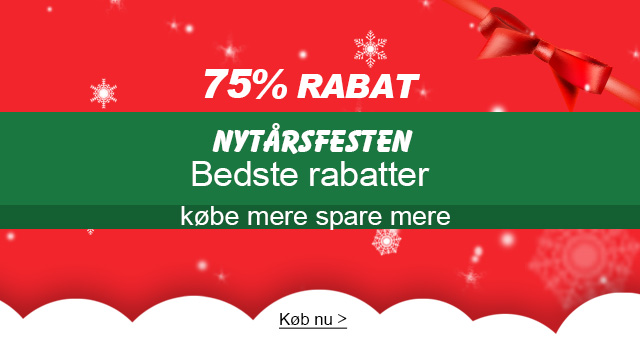 75% RABAT
NYTÅRSFESTEN
Bedste rabatter
købe mere spare mere
Køb nu >